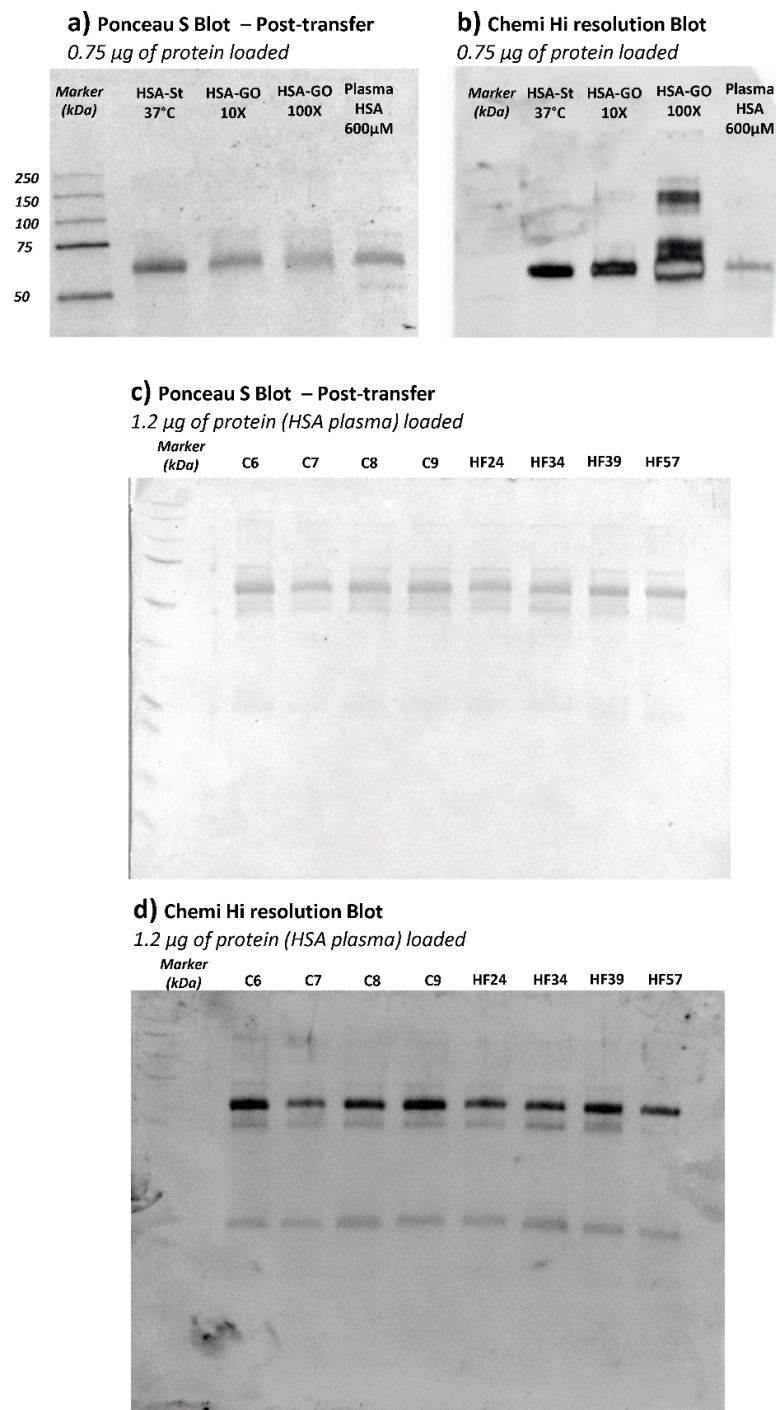 a) Ponceau S Blot – Post-transfer
0.75 µg of protein loaded
Marker (kDa)
HSA-St 37°C
HSA-GO 10X
HSA-GO 100X
Plasma HSA 600µM
250
150
100
75
50
b) Chemi Hi resolution Blot
0.75 µg of protein loaded
Marker (kDa)
HSA-St 37°C
HSA-GO 10X
HSA-GO 100X
Plasma HSA 600µM
c) Ponceau S Blot – Post-transfer
1.2 µg of protein (HSA plasma) loaded
Marker (kDa)
C6 C7 C8 C9 HF24 HF34 HF39 HF57
d) Chemi Hi resolution Blot
1.2 µg of protein (HSA plasma) loaded
Marker (kDa)
C6 C7 C8 C9 HF24 HF34 HF39 HF57